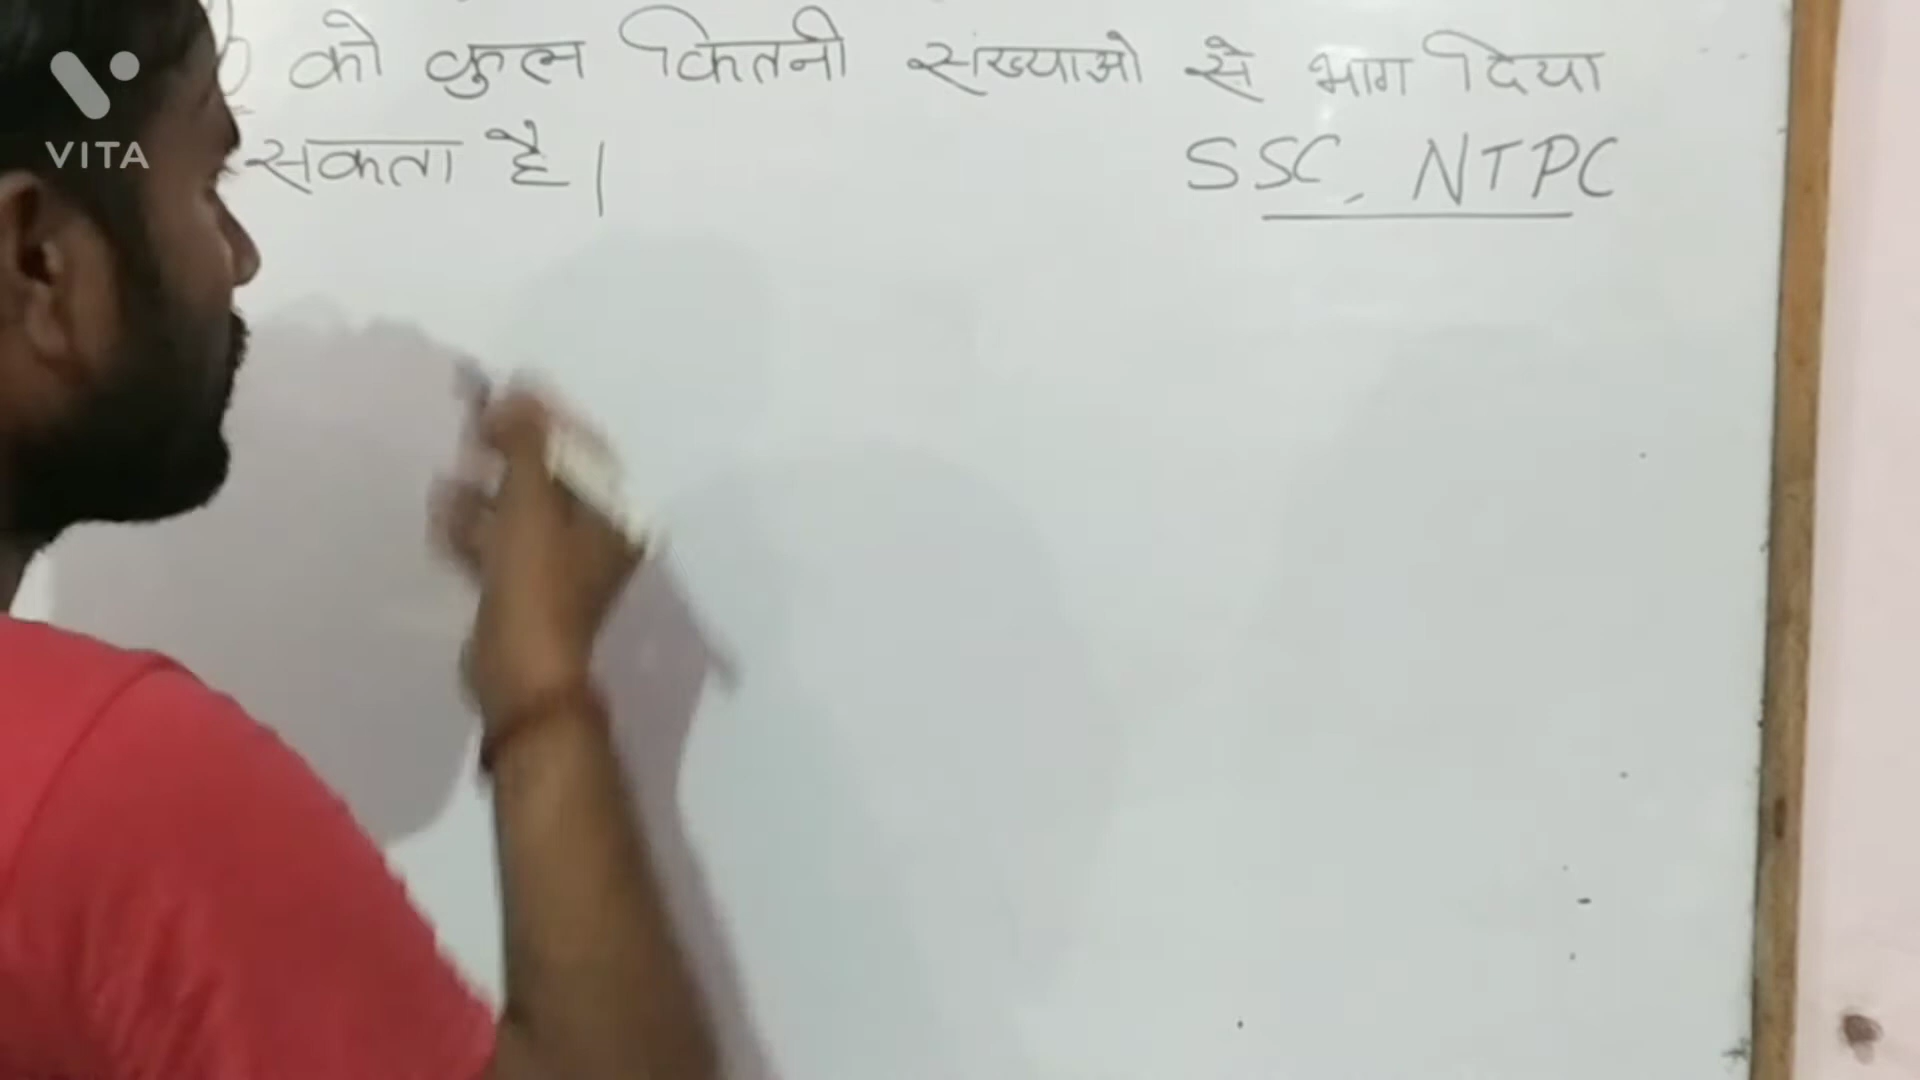 को कुल कितनी संख्याओ से भाग दिया
सकता है।
SSC, NTPC
VITA